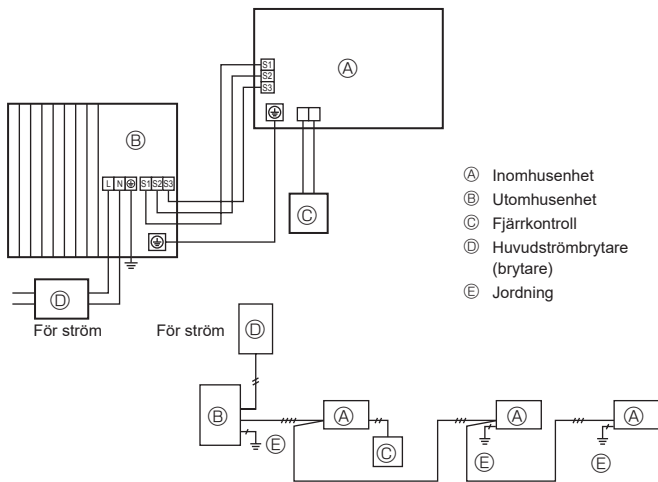 S1
S2
S3
Ⓐ
Ⓑ
L N S1 S2 S3
Ⓒ
Ⓓ
För ström
Ⓐ Inomhusenhet
Ⓑ Utomhusenhet
Ⓒ Fjärrkontroll
Ⓓ Huvudströmbrytare
(brytare)
Ⓔ Jordning
För ström
Ⓓ
Ⓑ
Ⓔ
Ⓐ
Ⓒ
Ⓐ
Ⓔ
Ⓐ
Ⓔ